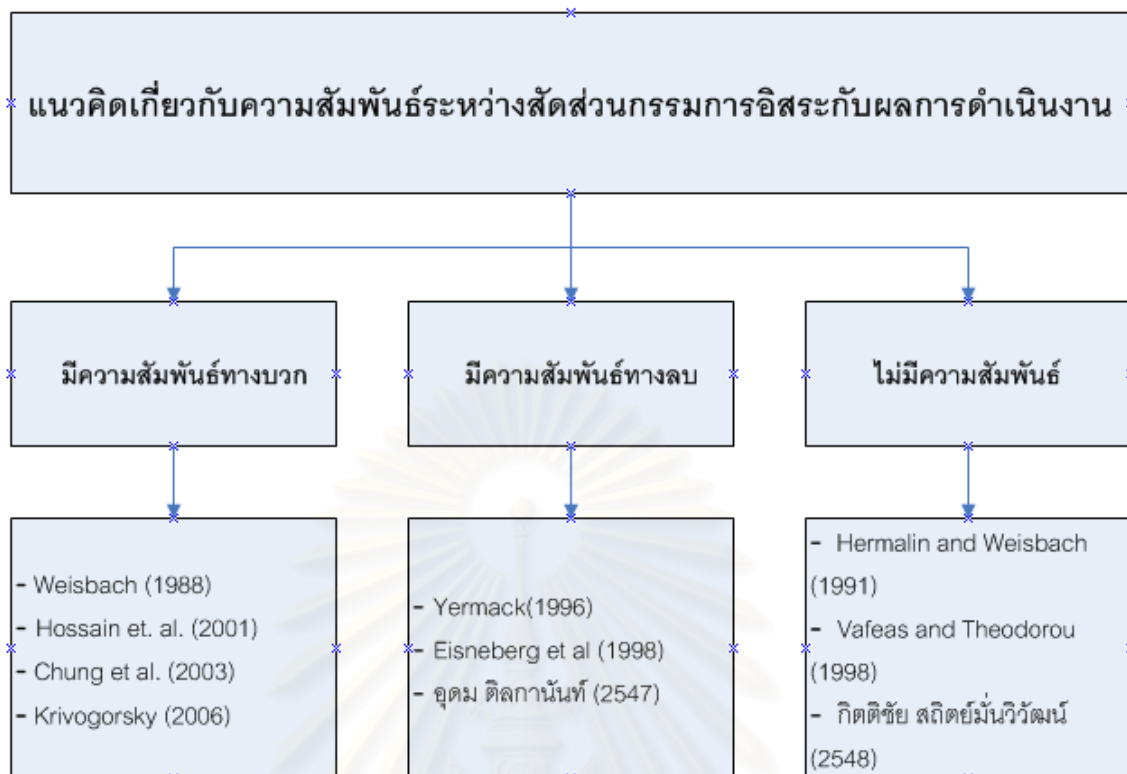 แนวคิดเกี่ยวกับความสัมพันธ์ระหว่างสัดส่วนกรรมการอิสระกับผลการดำเนินงาน
มีความสัมพันธ์ทางบวก
มีความสัมพันธ์ทางลบ
ไม่มีความสัมพันธ์
- Weisbach (1988)
- Hossain et. al. (2001)
- Chung et al. (2003)
- Krivogorsky (2006)
- Yermack(1996)
- Eisneberg et al (1998)
- อุดม ติลกานันท์ (2547)
- Hermalin and Weisbach
(1991)
- Vafeas and Theodorou
(1998)
- กิตติชัย สถิตย์มั่นวิวัฒน์
(2548)